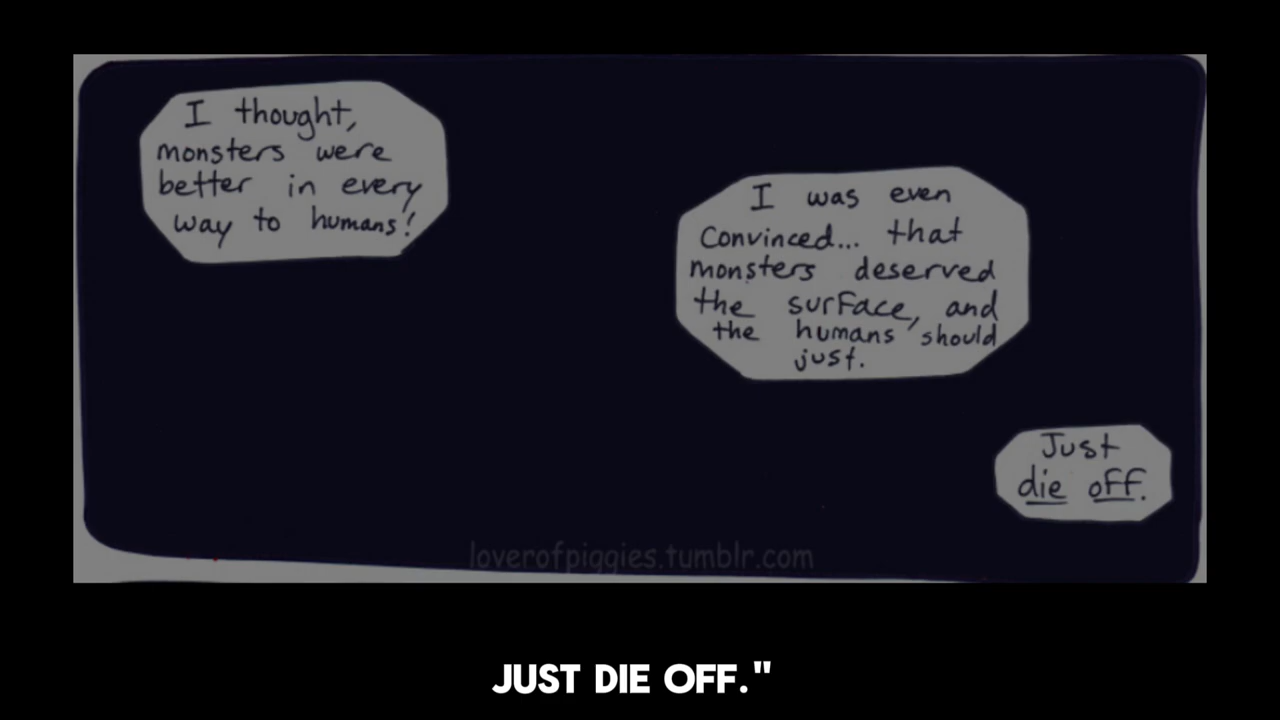 I thought,
monsters were
better in every
way to humans!
I was even
convinced... that
monsters deserved
the surface, and
the humans should
just.
Just
die off.
loverofpiggies.tumblr.com
JUST DIE OFF."